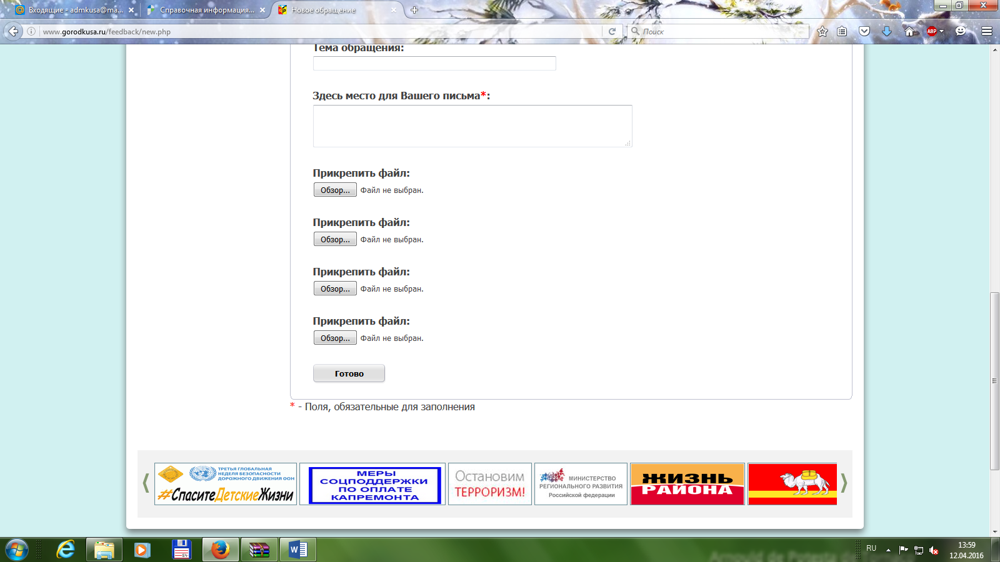 Входящие - admkusa@ma...
Справочная информация...
Новое обращение
www.gorodkusa.ru/feedback/new.php
Поиск
ABP
Тема обращения:
Здесь место для Вашего письма*:
Прикрепить файл:
Обзор... Файл не выбран.
Прикрепить файл:
Обзор... Файл не выбран.
Прикрепить файл:
Обзор... Файл не выбран.
Прикрепить файл:
Обзор... Файл не выбран.
Готово
* - Поля, обязательные для заполнения
ТРЕТЬЯ ГЛОБАЛЬНАЯ
НЕДЕЛЯ БЕЗОПАСНОСТИ
ДОРОЖНОГО ДВИЖЕНИЯ ООН
#СпаситеДетскиеЖизни
МЕРЫ
СОЦПОДДЕРЖКИ
ПО ОПЛАТЕ
КАПРЕМОНТА
Остановим
ТЕРРОРИЗМ!
МИНИСТЕРСТВО
РЕГИОНАЛЬНОГО РАЗВИТИЯ
Российской федерации
ЖИЗНЬ
РАЙОНА
64
RU
13:59
12.04.2016